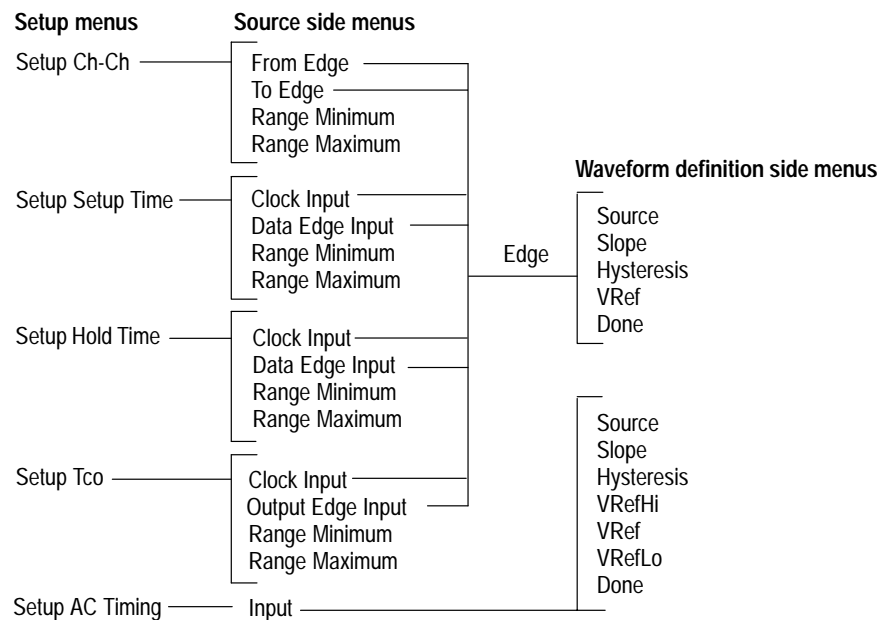 Setup menus
Source side menus
Setup Ch-Ch
From Edge
To Edge
Range Minimum
Range Maximum
Waveform definition side menus
Setup Setup Time
Clock Input
Data Edge Input
Range Minimum
Range Maximum
Edge
Source
Slope
Hysteresis
VRef
Done
Setup Hold Time
Clock Input
Data Edge Input
Range Minimum
Range Maximum
Setup Tco
Clock Input
Output Edge Input
Range Minimum
Range Maximum
Source
Slope
Hysteresis
VRefHi
VRef
VRefLo
Done
Setup AC Timing
Input